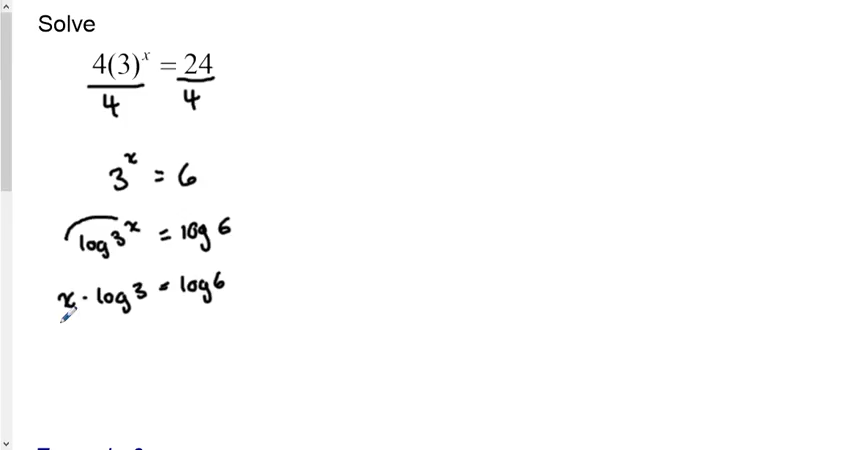 Solve
4(3)^x = 24
4 4
3^x = 6
log 3^x = log 6
x · log 3 = log 6